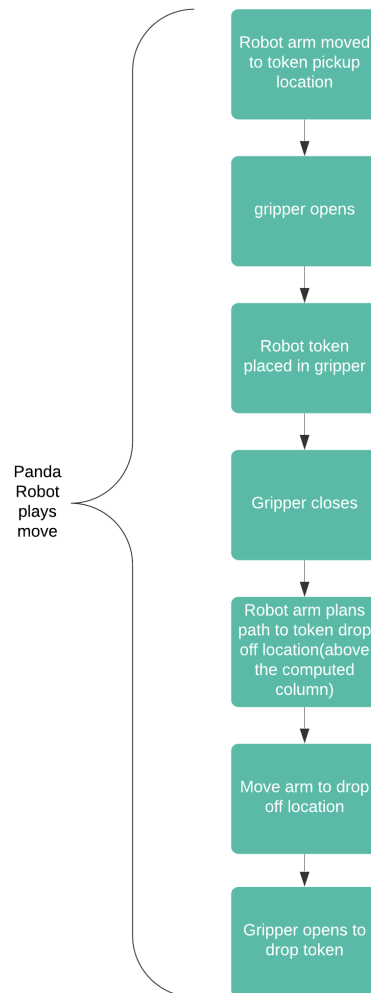 Robot arm moved
to token pickup
location
gripper opens
Robot token
placed in gripper
Panda
Robot
plays
move
Gripper closes
Robot arm plans
path to token drop
off location(above
the computed
column)
Move arm to drop
off location
Gripper opens to
drop token